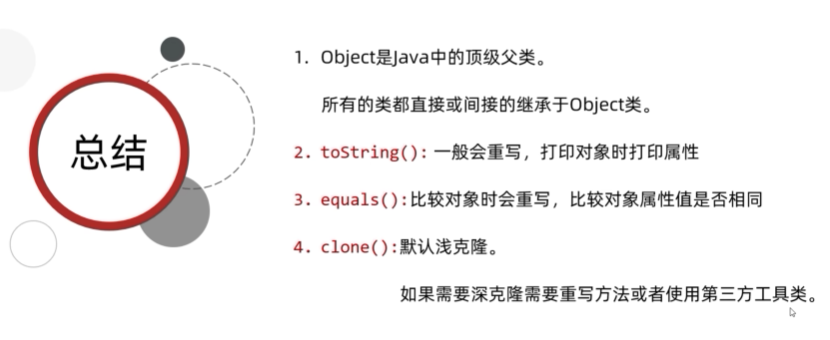 总结
1. Object是Java中的顶级父类。
所有的类都直接或间接的继承于Object类。
2. toString(): 一般会重写，打印对象时打印属性
3. equals():比较对象时会重写，比较对象属性值是否相同
4. clone():默认浅克隆。
如果需要深克隆需要重写方法或者使用第三方工具类。